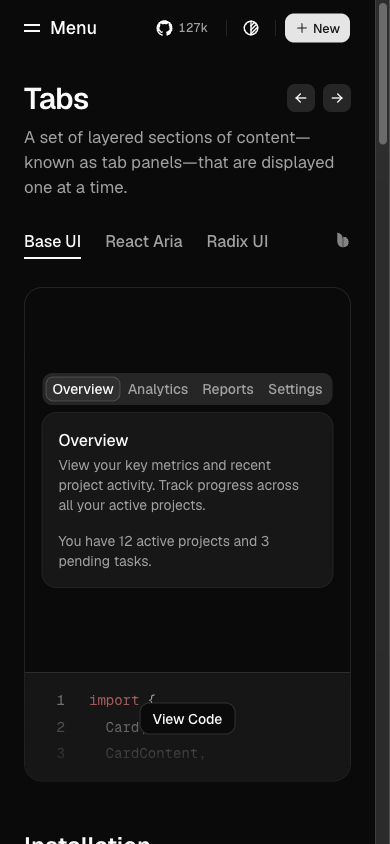 Menu
127k
New
Tabs
A set of layered sections of content—
known as tab panels—that are displayed
one at a time.
Base UI React Aria Radix UI
Overview Analytics Reports Settings
Overview
View your key metrics and recent
project activity. Track progress across
all your active projects.
You have 12 active projects and 3
pending tasks.
1 import {
2 Card,
View Code
3 CardContent,
Installation